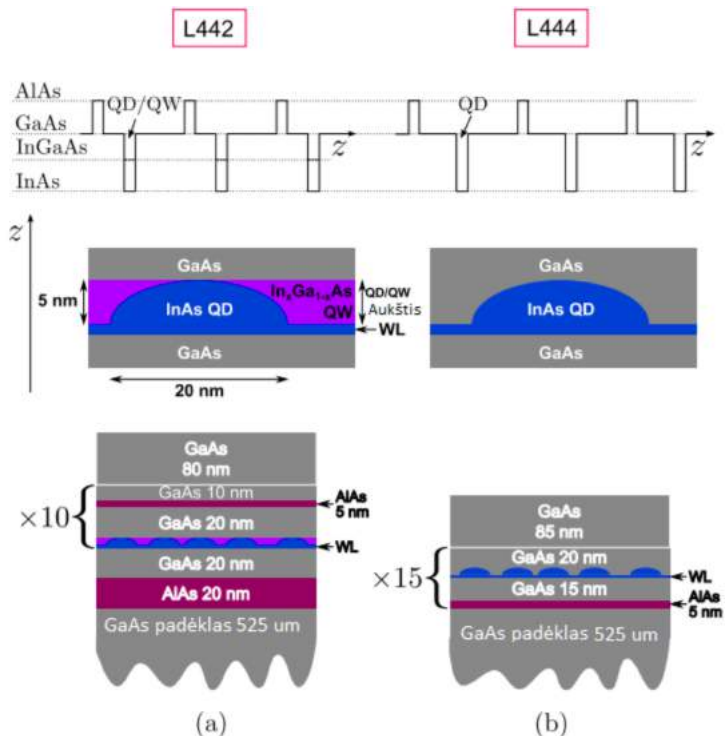 L442
L444
AlAs
GaAs
InGaAs
InAs
QD/QW
z
QD
z
z
GaAs
5 nm
InₓGa₁₋ₓAs
QW
InAs QD
QD/QW
Aukštis
WL
GaAs
20 nm
GaAs
InAs QD
GaAs
GaAs
80 nm
GaAs 10 nm
AlAs
5 nm
×10
GaAs 20 nm
WL
GaAs 20 nm
AlAs 20 nm
GaAs padėklas 525 um
(a)
GaAs
85 nm
×15
GaAs 20 nm
WL
GaAs 15 nm
AlAs
5 nm
GaAs padėklas 525 um
(b)